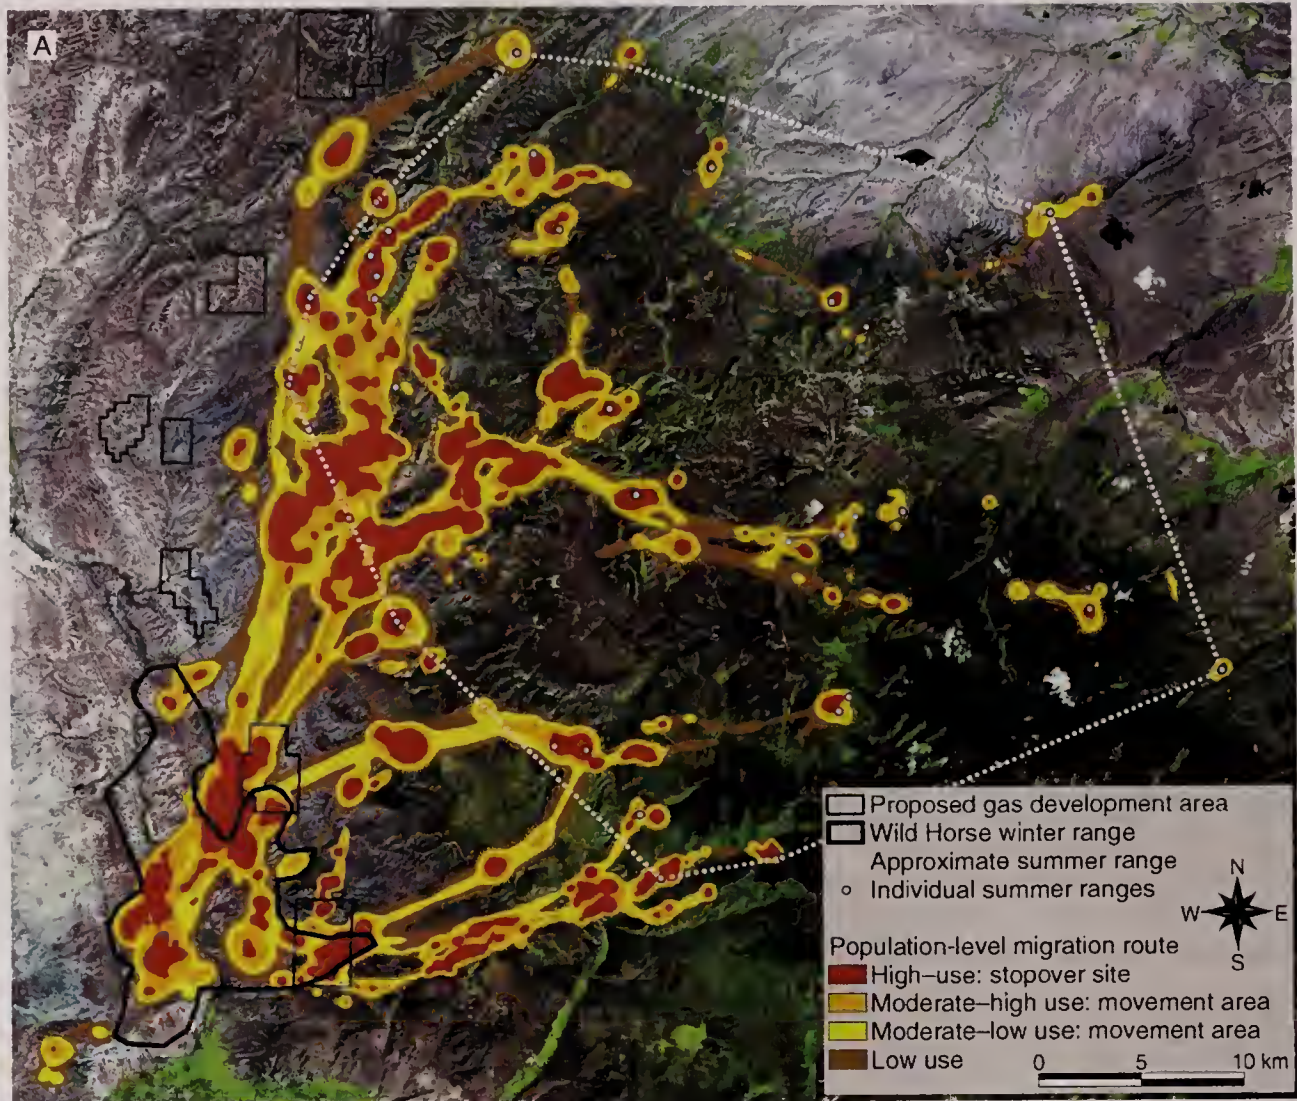 A
Proposed gas development area
Wild Horse winter range
Approximate summer range
Individual summer ranges
N
W E
S
Population-level migration route
High–use: stopover site
Moderate–high use: movement area
Moderate–low use: movement area
Low use
0 5 10 km